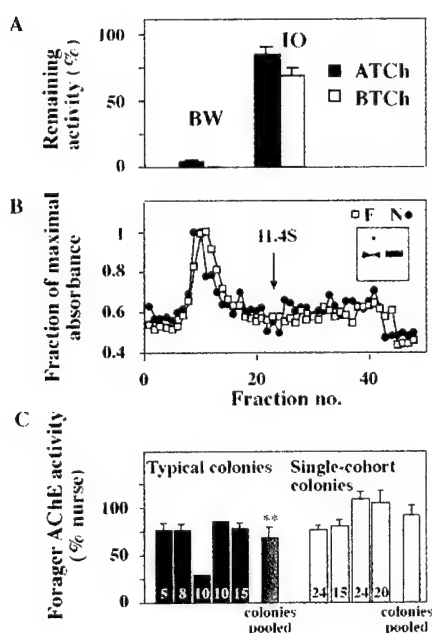 A
Remaining
activity (%)
100
50
0
BW
IO
ATCh
BTCh
B
Fraction of maximal
absorbance
1
0.8
0.6
0.4
11.4S
F N
*
0 20 40
Fraction no.
C
Forager AChE activity
(% nurse)
100
50
0
Typical colonies
Single-cohort
colonies
**
5 8 10 10 15
24 15 24 20
colonies
pooled
colonies
pooled